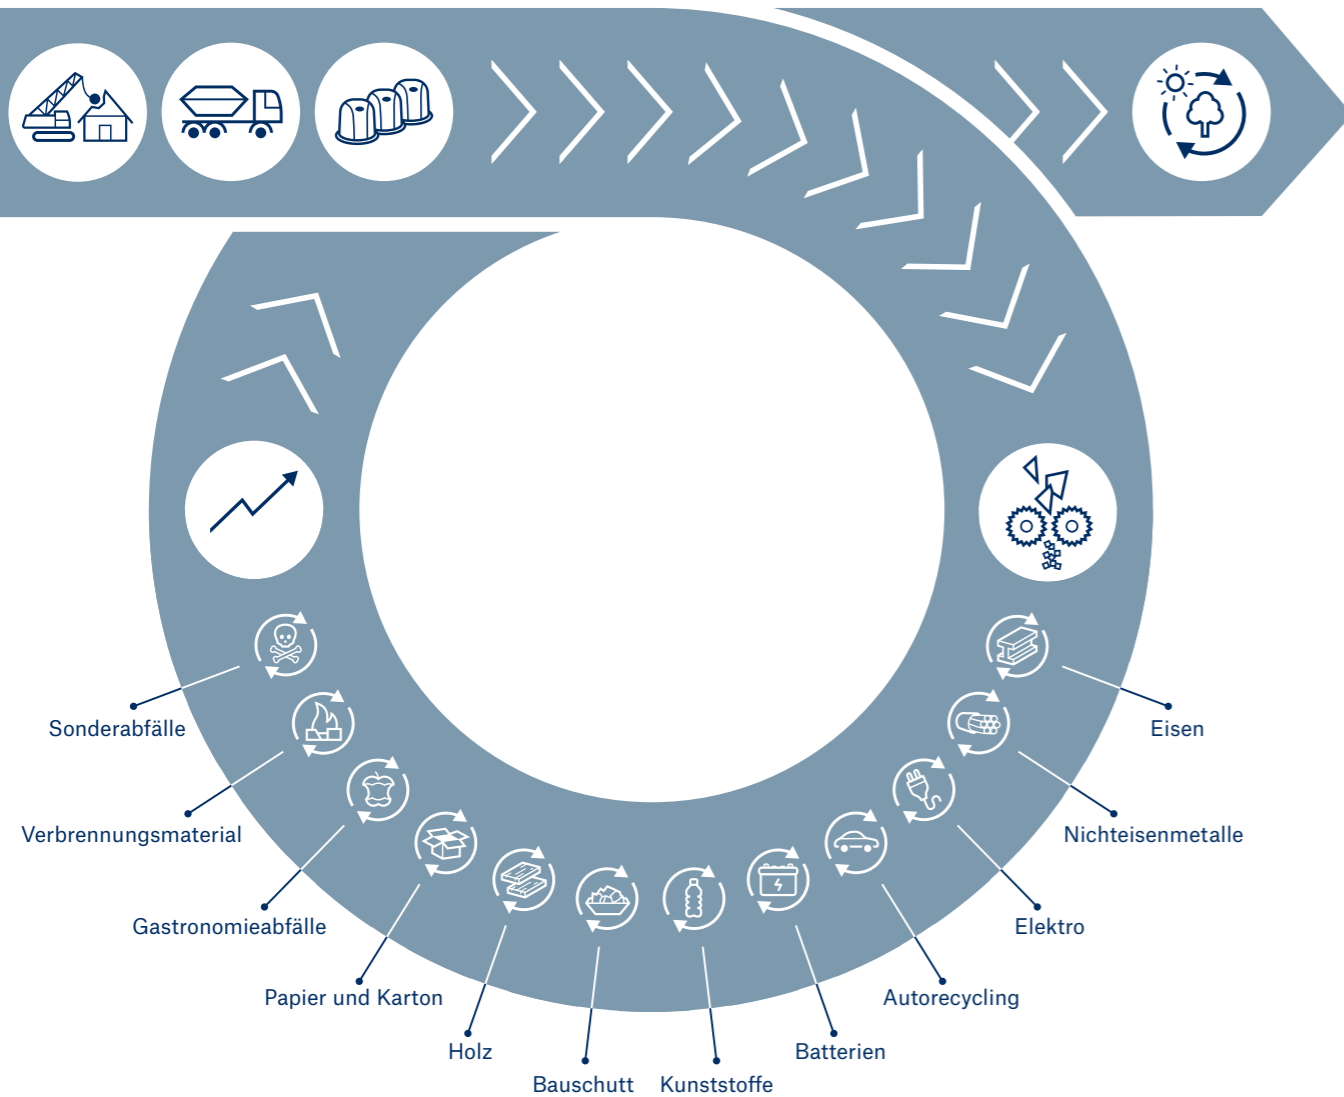 Sonderabfälle
Eisen
Verbrennungsmaterial
Nichteisenmetalle
Gastronomieabfälle
Elektro
Papier und Karton
Autorecycling
Holz
Batterien
Bauschutt
Kunststoffe